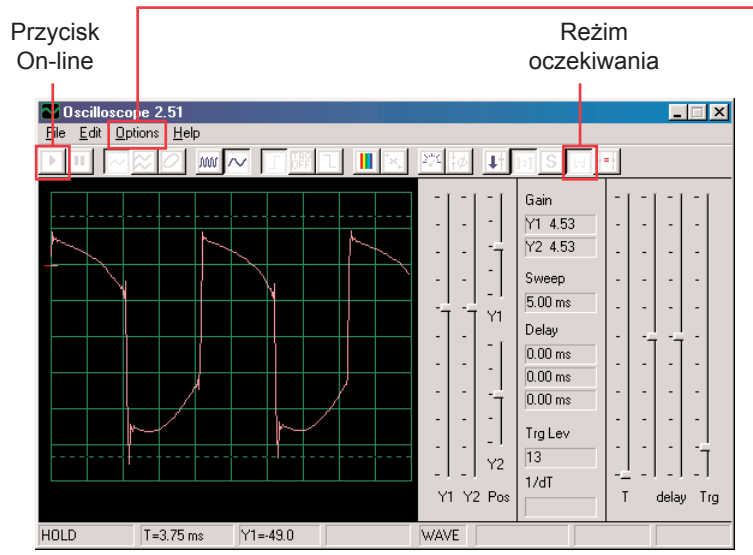 Przycisk
On-line
Reżim
oczekiwania
Oscilloscope 2.51
File Edit Options Help
TRG
OFF
S
Gain
Y1 4.53
Y2 4.53
Sweep
5.00 ms
Delay
0.00 ms
0.00 ms
0.00 ms
Trg Lev
13
1/dT
Y1
Y2
Y1 Y2 Pos
T delay Trg
HOLD T=3.75 ms Y1=-49.0 WAVE